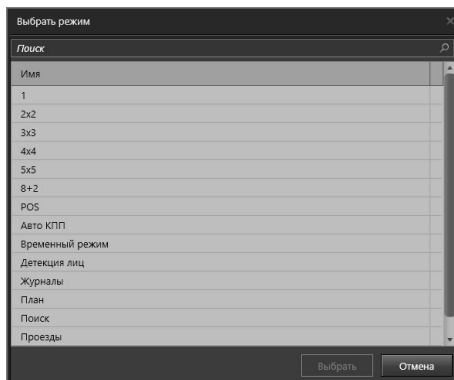 Выбрать режим
Поиск
Имя
1
2x2
3x3
4x4
5x5
8+2
POS
Авто КПП
Временный режим
Детекция лиц
Журналы
План
Поиск
Проезды
Выбрать Отмена